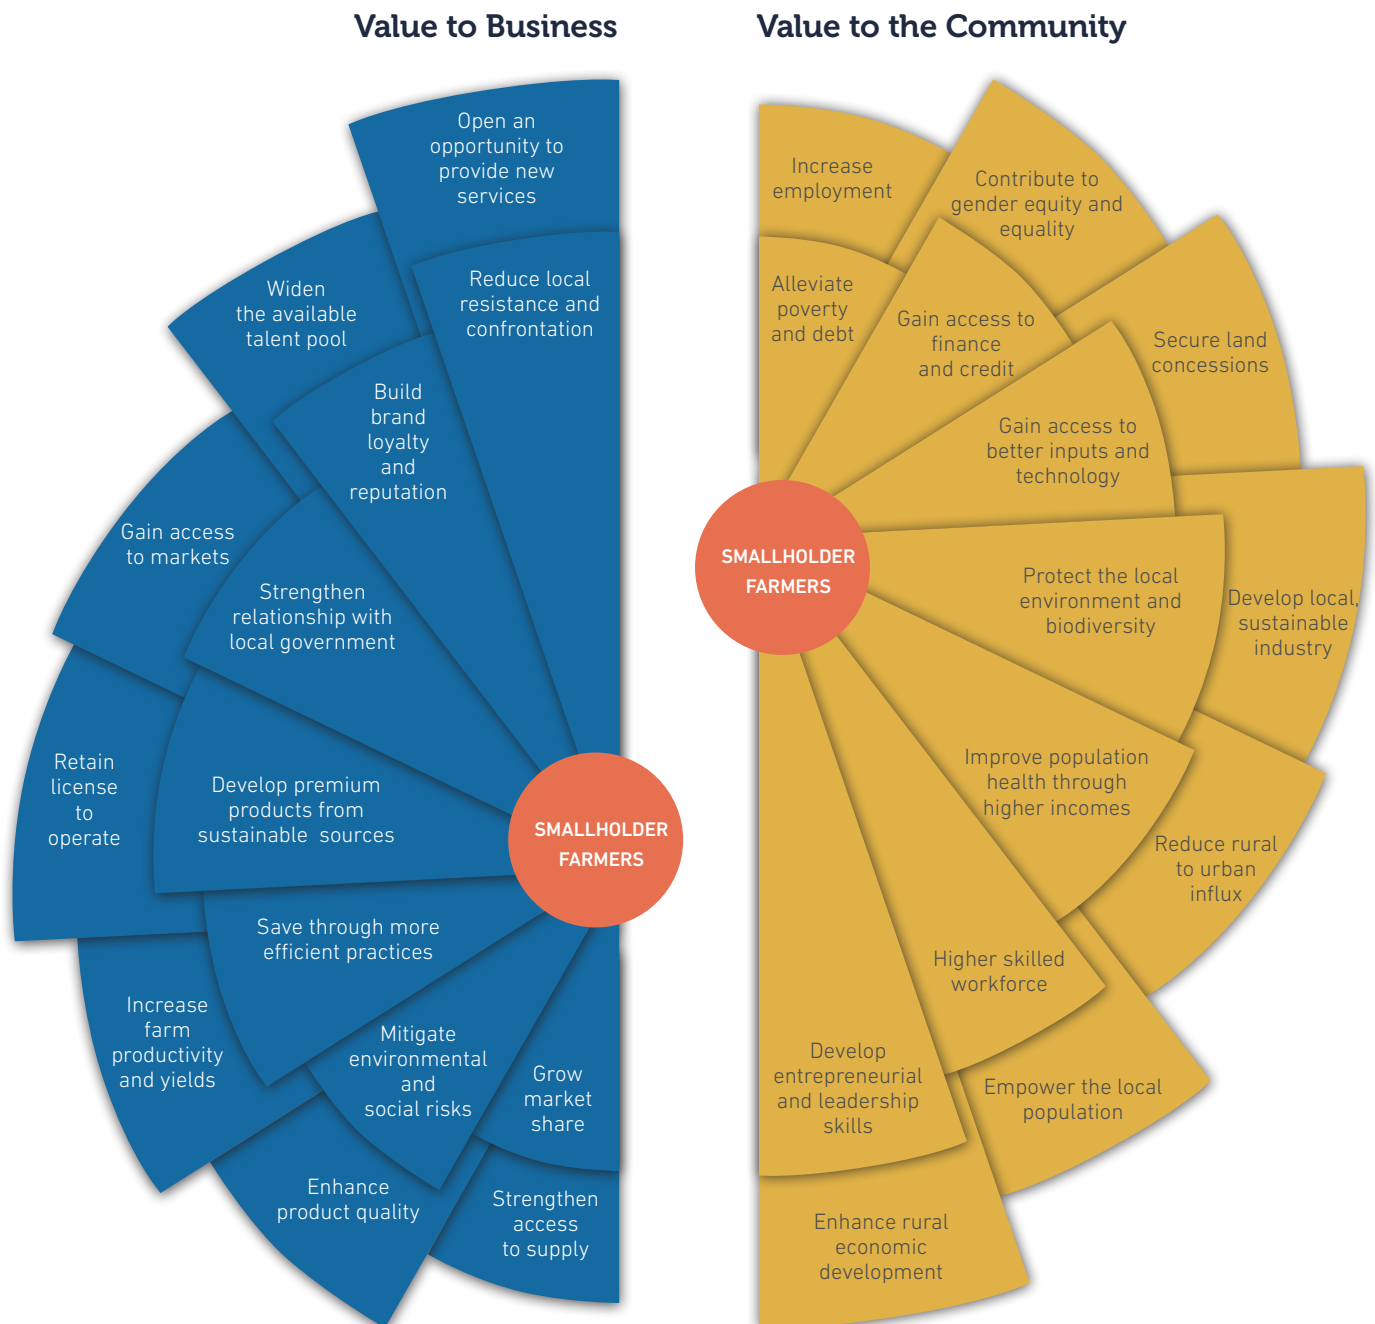 Value to Business
Open an
opportunity to
provide new
services
Reduce local
resistance and
confrontation
Widen
the available
talent pool
Build
brand
loyalty
and
reputation
Gain access
to markets
Strengthen
relationship with
local government
Retain
license
to
operate
Develop premium
products from
sustainable sources
SMALLHOLDER
FARMERS
Save through more
efficient practices
Increase
farm
productivity
and yields
Mitigate
environmental
and
social risks
Grow
market
share
Enhance
product quality
Strengthen
access
to supply
Value to the Community
Increase
employment
Contribute to
gender equity and
equality
Alleviate
poverty
and debt
Gain access to
finance
and credit
Secure land
concessions
Gain access to
better inputs and
technology
SMALLHOLDER
FARMERS
Protect the local
environment and
biodiversity
Develop local,
sustainable
industry
Improve population
health through
higher incomes
Reduce rural
to urban
influx
Higher skilled
workforce
Develop
entrepreneurial
and leadership
skills
Empower the local
population
Enhance rural
economic
development